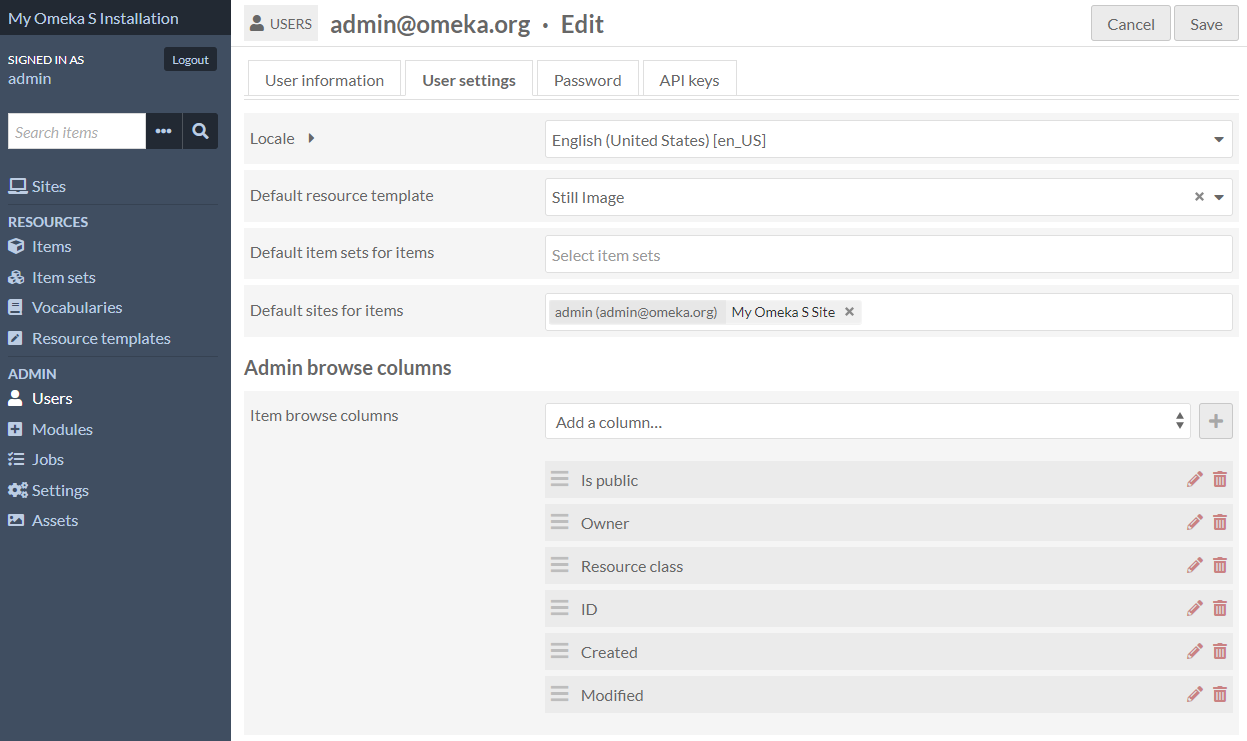 My Omeka S Installation
SIGNED IN AS
Logout
admin
Search items
Sites
RESOURCES
Items
Item sets
Vocabularies
Resource templates
ADMIN
Users
Modules
Jobs
Settings
Assets
USERS admin@omeka.org · Edit
Cancel Save
User information User settings Password API keys
Locale English (United States) [en_US]
Default resource template Still Image
Default item sets for items Select item sets
Default sites for items admin (admin@omeka.org) My Omeka S Site
Admin browse columns
Item browse columns Add a column...
Is public
Owner
Resource class
ID
Created
Modified